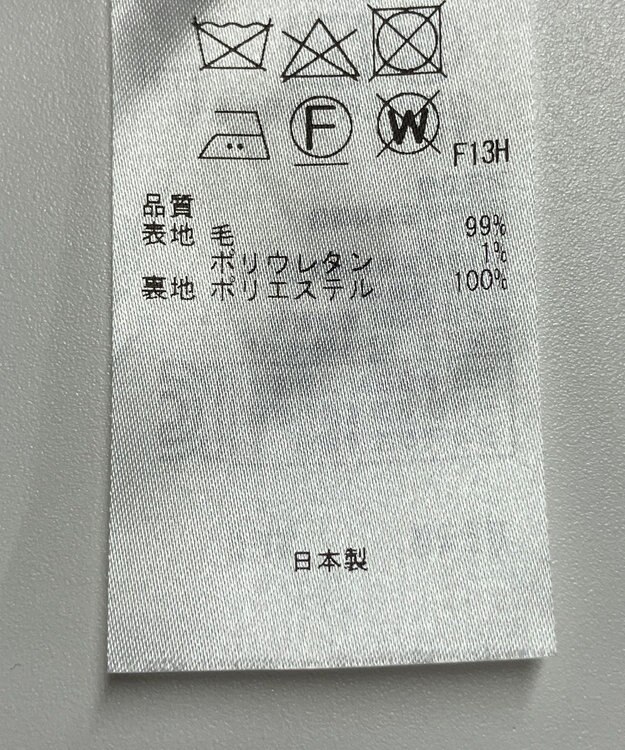 F W F13H
品質
表地 毛 99%
ポリウレタン 1%
裏地 ポリエステル 100%
日本製